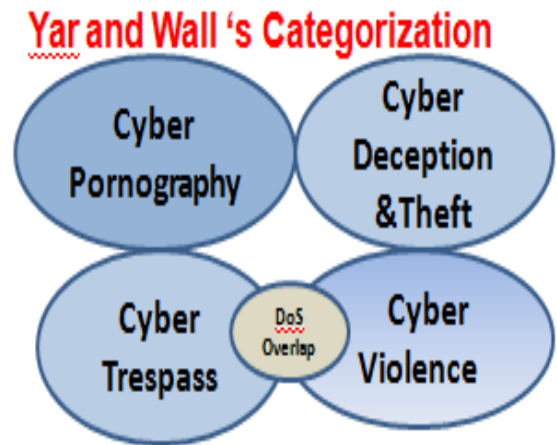 Yar and Wall ‘s Categorization
Cyber
Pornography
Cyber
Deception
&Theft
Cyber
Trespass
DoS
Overlap
Cyber
Violence